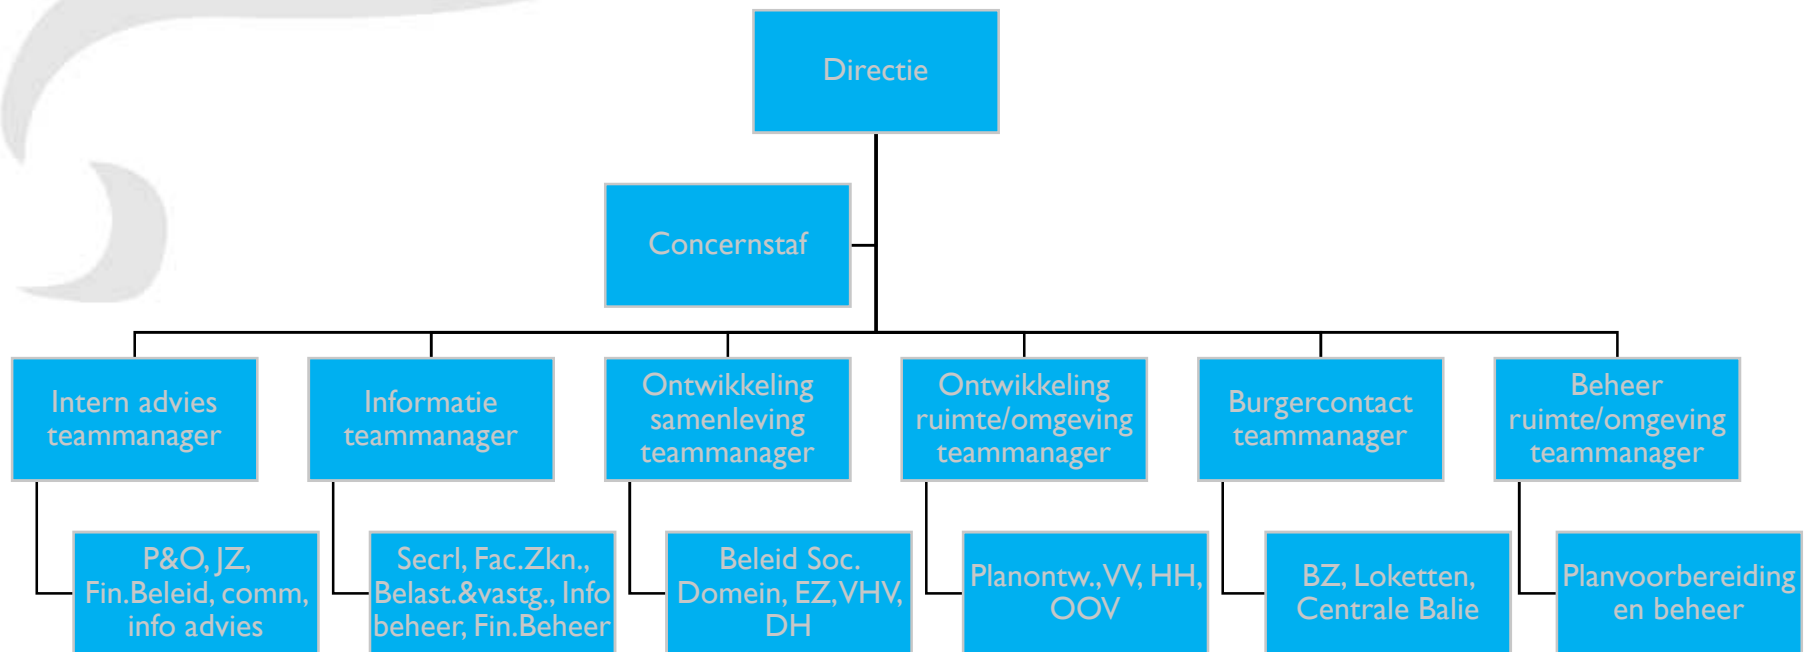 Directie
Concernstaf
Intern advies
teammanager
Informatie
teammanager
Ontwikkeling
samenleving
teammanager
Ontwikkeling
ruimte/omgeving
teammanager
Burgercontact
teammanager
Beheer
ruimte/omgeving
teammanager
P&O, JZ,
Fin.Beleid, comm,
info advies
Secrl, Fac.Zkn.,
Belast.&vastg., Info
beheer, Fin.Beheer
Beleid Soc.
Domein, EZ, VHV,
DH
Planontw., VV, HH,
OOV
BZ, Loketten,
Centrale Balie
Planvoorbereiding
en beheer